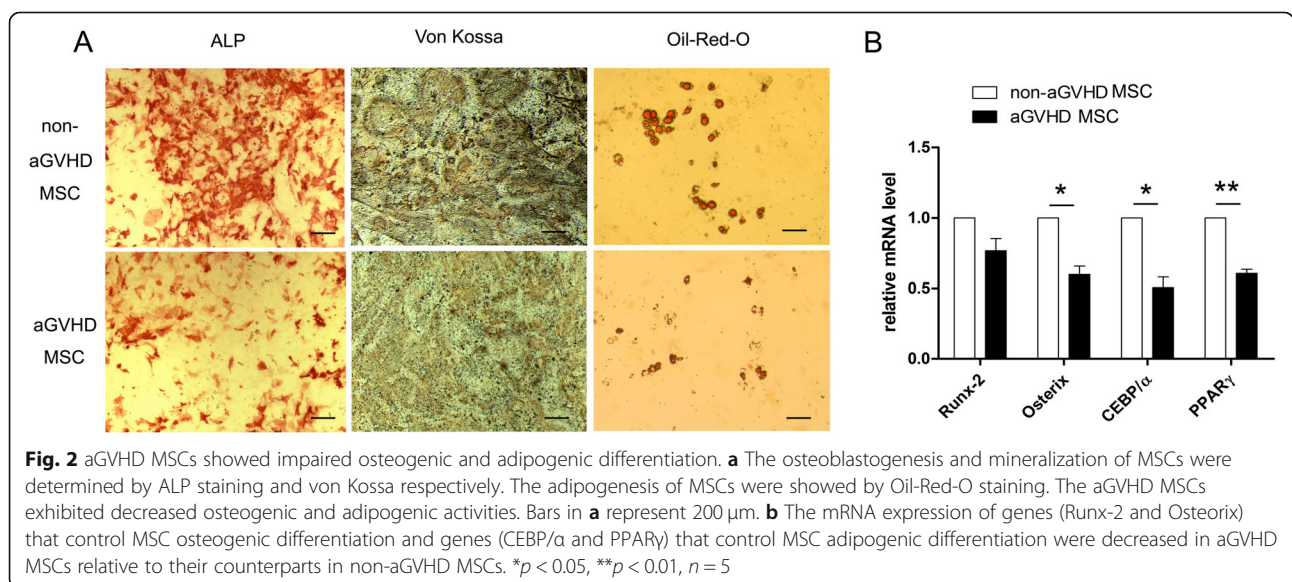 A
ALP
Von Kossa
Oil-Red-O
non-
aGVHD
MSC
aGVHD
MSC
B
non-aGVHD MSC
aGVHD MSC
relative mRNA level
1.5
1.0
0.5
0.0
*
*
**
Runx-2
Osterix
CEBP/α
PPARγ
Fig. 2 aGVHD MSCs showed impaired osteogenic and adipogenic differentiation. a The osteoblastogenesis and mineralization of MSCs were
determined by ALP staining and von Kossa respectively. The adipogenesis of MSCs were showed by Oil-Red-O staining. The aGVHD MSCs
exhibited decreased osteogenic and adipogenic activities. Bars in a represent 200 μm. b The mRNA expression of genes (Runx-2 and Osteorix)
that control MSC osteogenic differentiation and genes (CEBP/α and PPARγ) that control MSC adipogenic differentiation were decreased in aGVHD
MSCs relative to their counterparts in non-aGVHD MSCs. *p < 0.05, **p < 0.01, n = 5